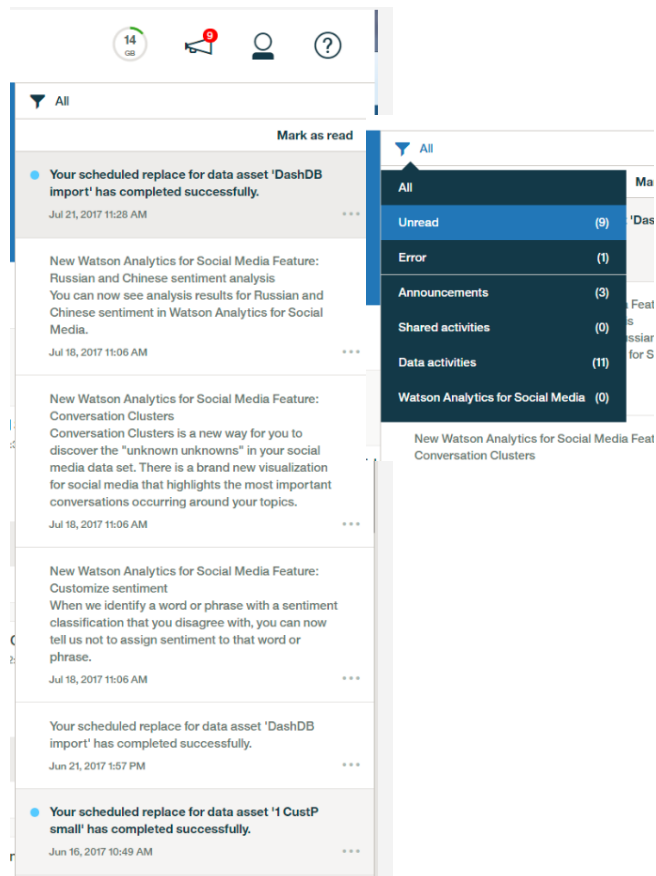 14
GB
9
?
All
Mark as read
Your scheduled replace for data asset 'DashDB
import' has completed successfully.
Jul 21, 2017 11:28 AM
New Watson Analytics for Social Media Feature:
Russian and Chinese sentiment analysis
You can now see analysis results for Russian and
Chinese sentiment in Watson Analytics for Social
Media.
Jul 18, 2017 11:06 AM
New Watson Analytics for Social Media Feature:
Conversation Clusters
Conversation Clusters is a new way for you to
discover the "unknown unknowns" in your social
media data set. There is a brand new visualization
for social media that highlights the most important
conversations occurring around your topics.
Jul 18, 2017 11:06 AM
New Watson Analytics for Social Media Feature:
Customize sentiment
When we identify a word or phrase with a sentiment
classification that you disagree with, you can now
tell us not to assign sentiment to that word or
phrase.
Jul 18, 2017 11:06 AM
Your scheduled replace for data asset 'DashDB
import' has completed successfully.
Jun 21, 2017 1:57 PM
Your scheduled replace for data asset '1 CustP
small' has completed successfully.
Jun 16, 2017 10:49 AM
All
All
Ma
Unread (9)
'Das
Error (1)
Announcements (3)
Feat
Shared activities (0)
s
ssian
Data activities (11)
for S
Watson Analytics for Social Media (0)
New Watson Analytics for Social Media Feat
Conversation Clusters